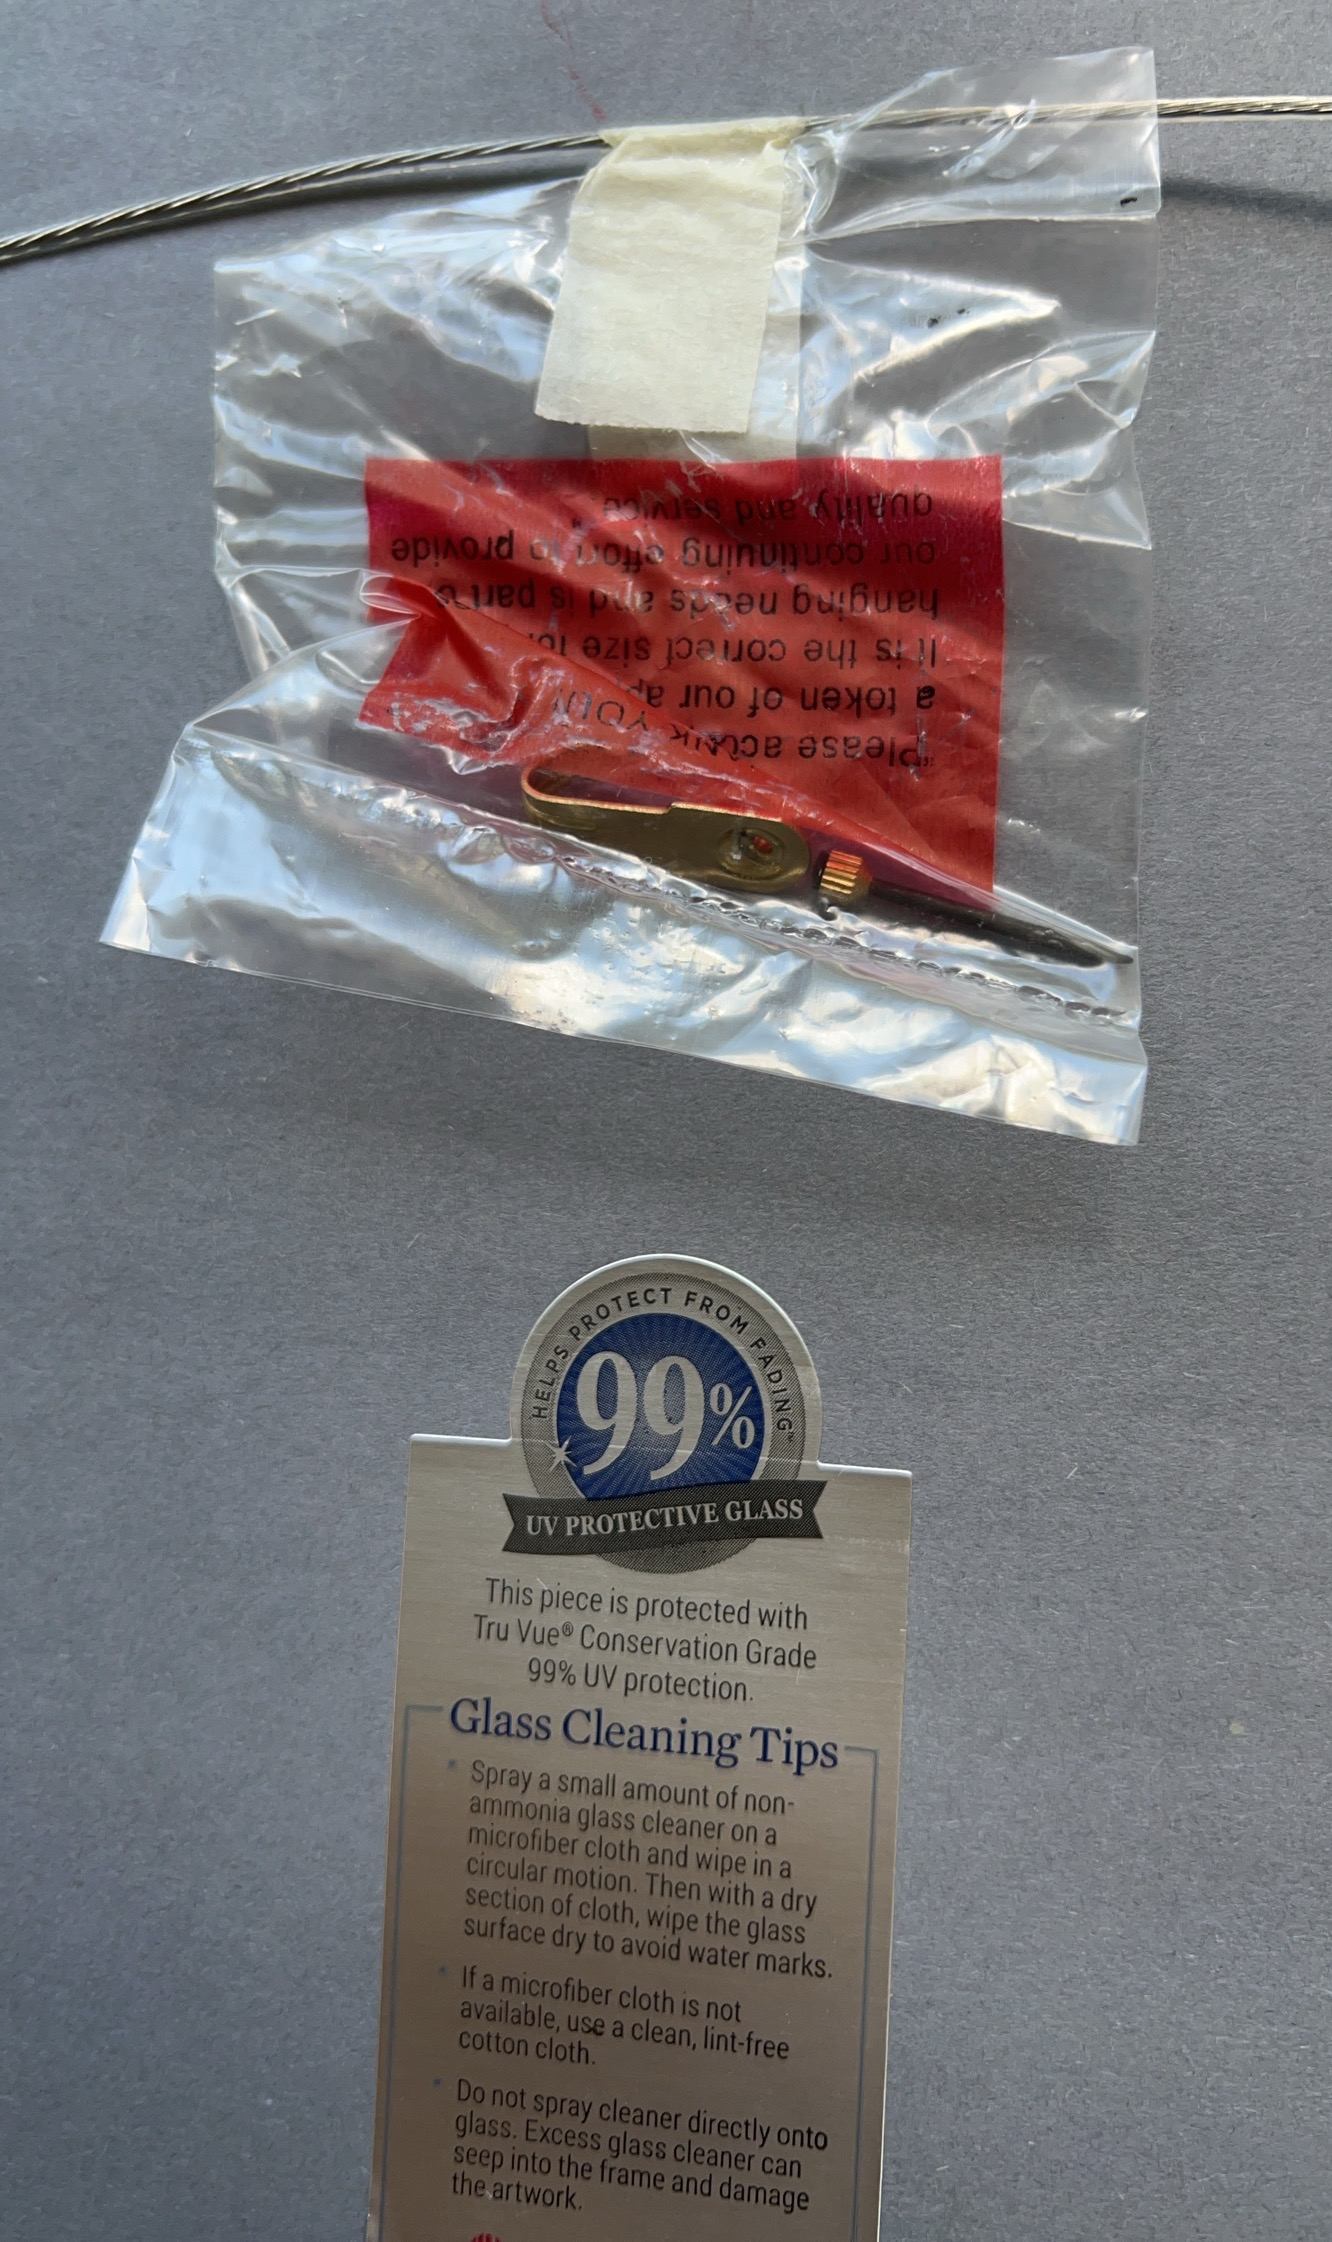 Please
a token of our
It is the correct size
hanging needs and is part
our continuing effort to provide
quality and service
YOU
HELPS PROTECT FROM FADING™
99%
UV PROTECTIVE GLASS
This piece is protected with
Tru Vue® Conservation Grade
99% UV protection.
Glass Cleaning Tips
• Spray a small amount of non-
ammonia glass cleaner on a
microfiber cloth and wipe in a
circular motion. Then with a dry
section of cloth, wipe the glass
surface dry to avoid water marks.
• If a microfiber cloth is not
available, use a clean, lint-free
cotton cloth.
• Do not spray cleaner directly onto
glass. Excess glass cleaner can
seep into the frame and damage
the artwork.